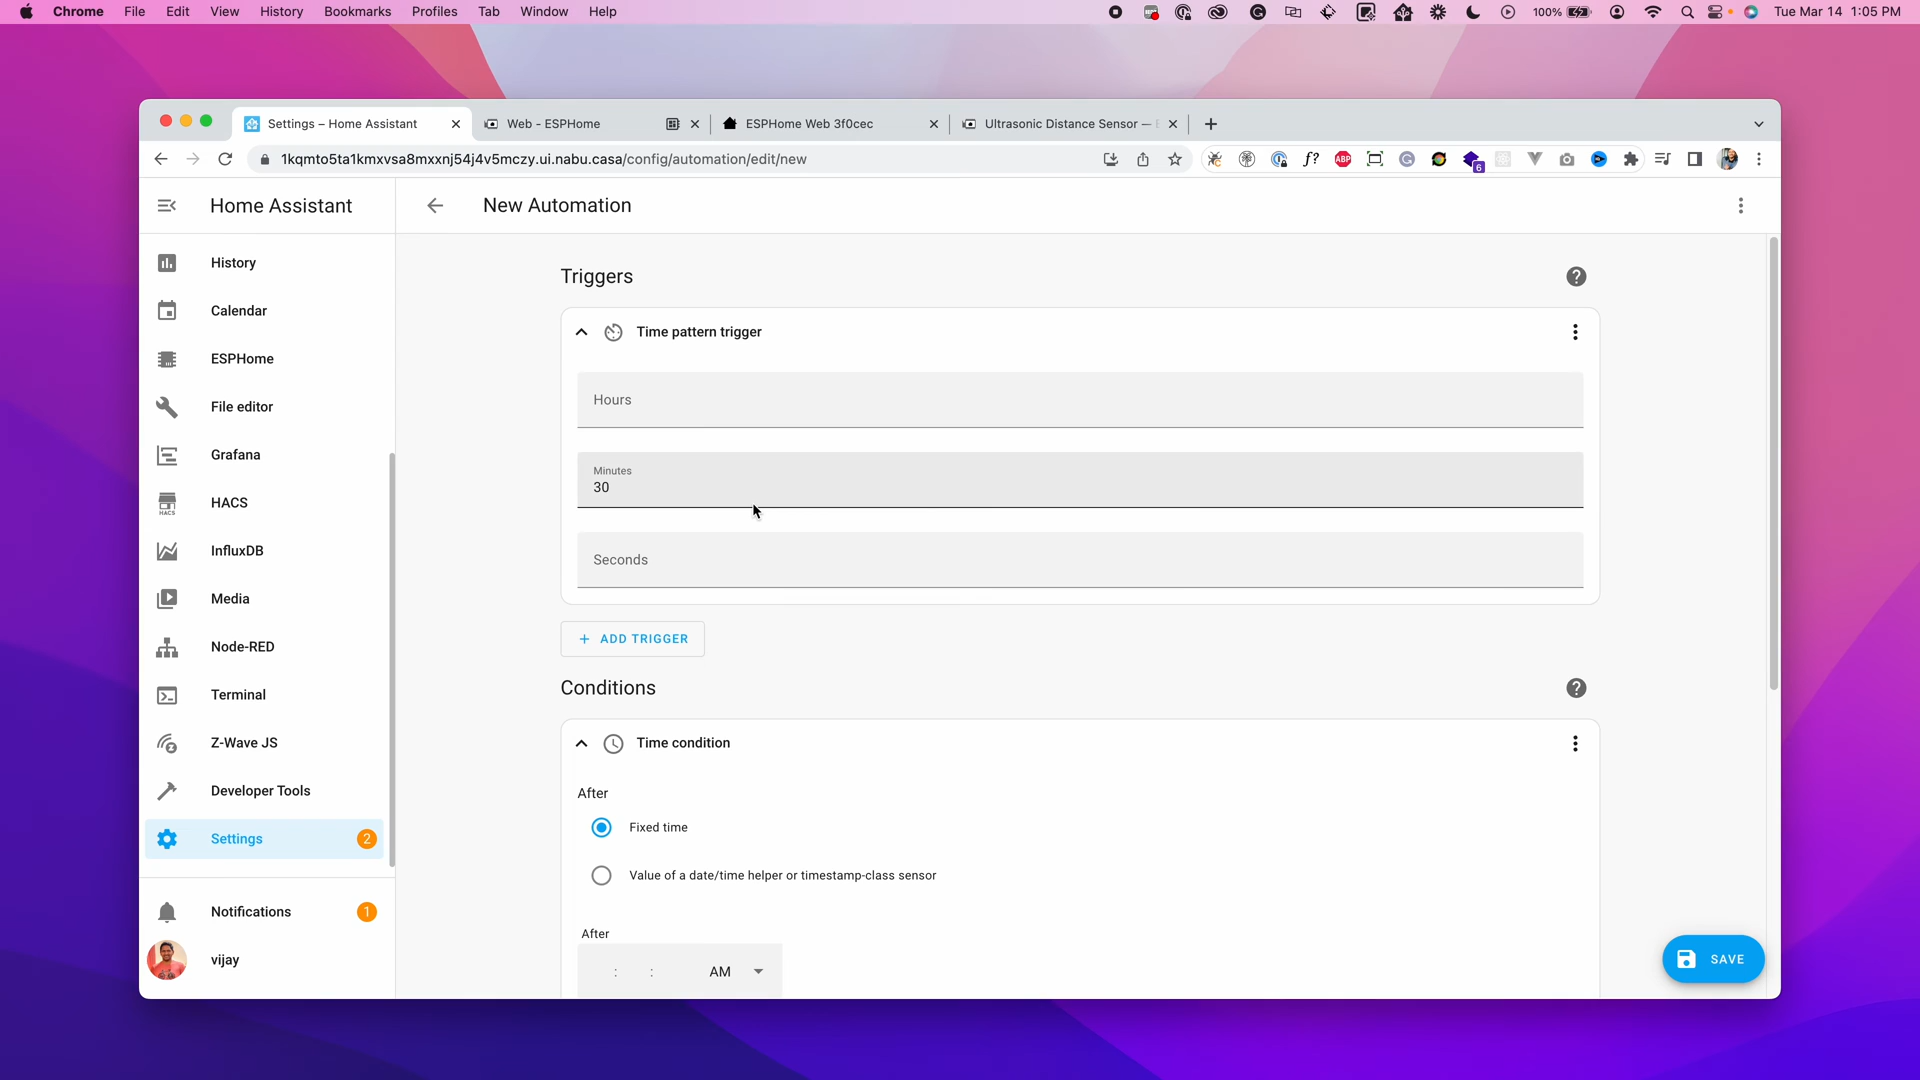 Chrome File Edit View History Bookmarks Profiles Tab Window Help 100% Tue Mar 14 1:05 PM
Settings – Home Assistant Web - ESPHome ESPHome Web 3f0cec Ultrasonic Distance Sensor —
1kqmto5ta1kmxvsa8mxxnj54j4v5mczy.ui.nabu.casa/config/automation/edit/new f? ABP 6
Home Assistant
New Automation
History
Calendar
ESPHome
File editor
Grafana
HACS
HACS
InfluxDB
Media
Node-RED
Terminal
Z-Wave JS
Developer Tools
Settings 2
Notifications 1
vijay
Triggers
Time pattern trigger
Hours
Minutes
30
Seconds
+ ADD TRIGGER
Conditions
Time condition
After
Fixed time
Value of a date/time helper or timestamp-class sensor
After
: : AM
SAVE